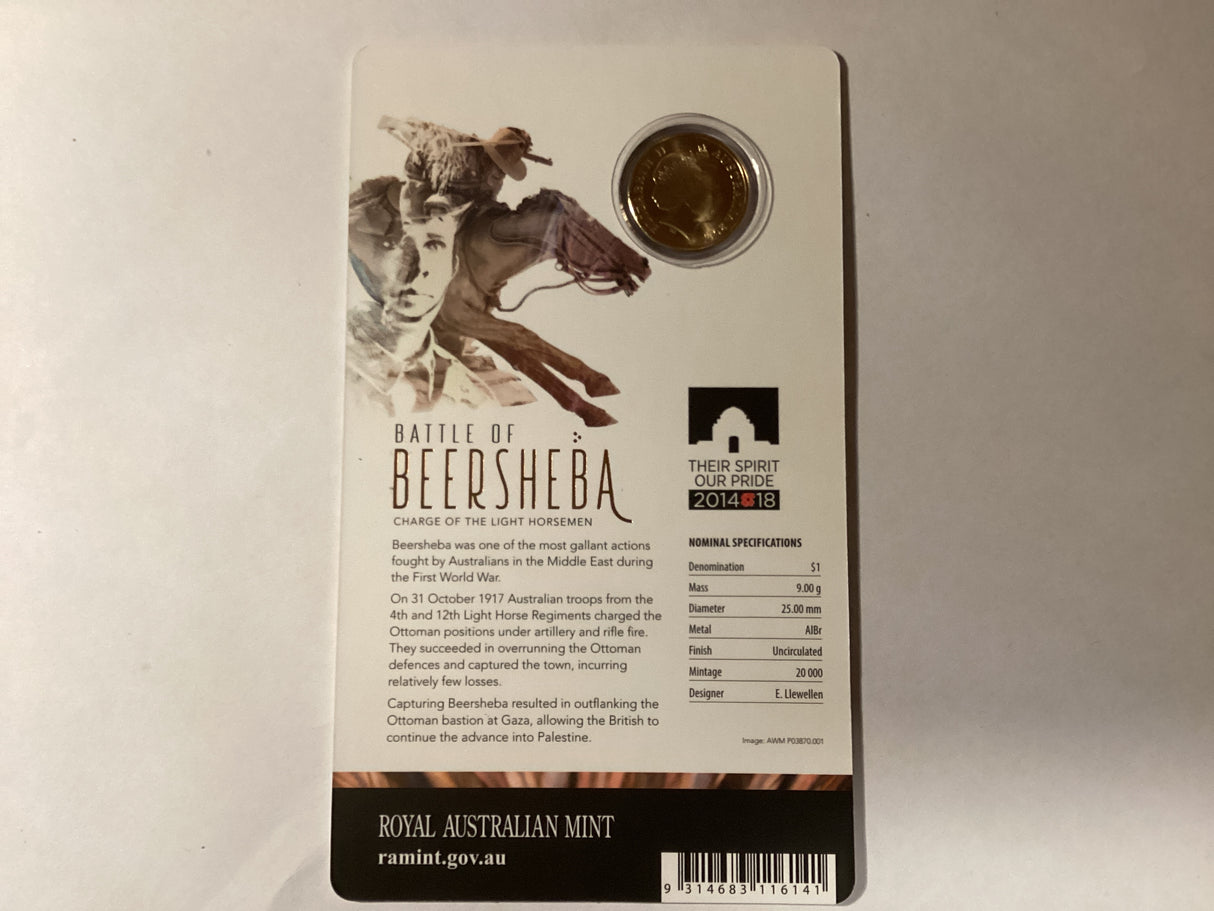 ELIZABETH II AUSTRALIA
BATTLE OF
BEERSHEBA
CHARGE OF THE LIGHT HORSEMEN
Beersheba was one of the most gallant actions
fought by Australians in the Middle East during
the First World War.
On 31 October 1917 Australian troops from the
4th and 12th Light Horse Regiments charged the
Ottoman positions under artillery and rifle fire.
They succeeded in overrunning the Ottoman
defences and captured the town, incurring
relatively few losses.
Capturing Beersheba resulted in outflanking the
Ottoman bastion at Gaza, allowing the British to
continue the advance into Palestine.
THEIR SPIRIT
OUR PRIDE
2014 18
NOMINAL SPECIFICATIONS
Denomination $1
Mass 9.00 g
Diameter 25.00 mm
Metal AlBr
Finish Uncirculated
Mintage 20 000
Designer E. Llewellen
Image: AWM P03870.001
ROYAL AUSTRALIAN MINT
ramint.gov.au
9 314683 116141